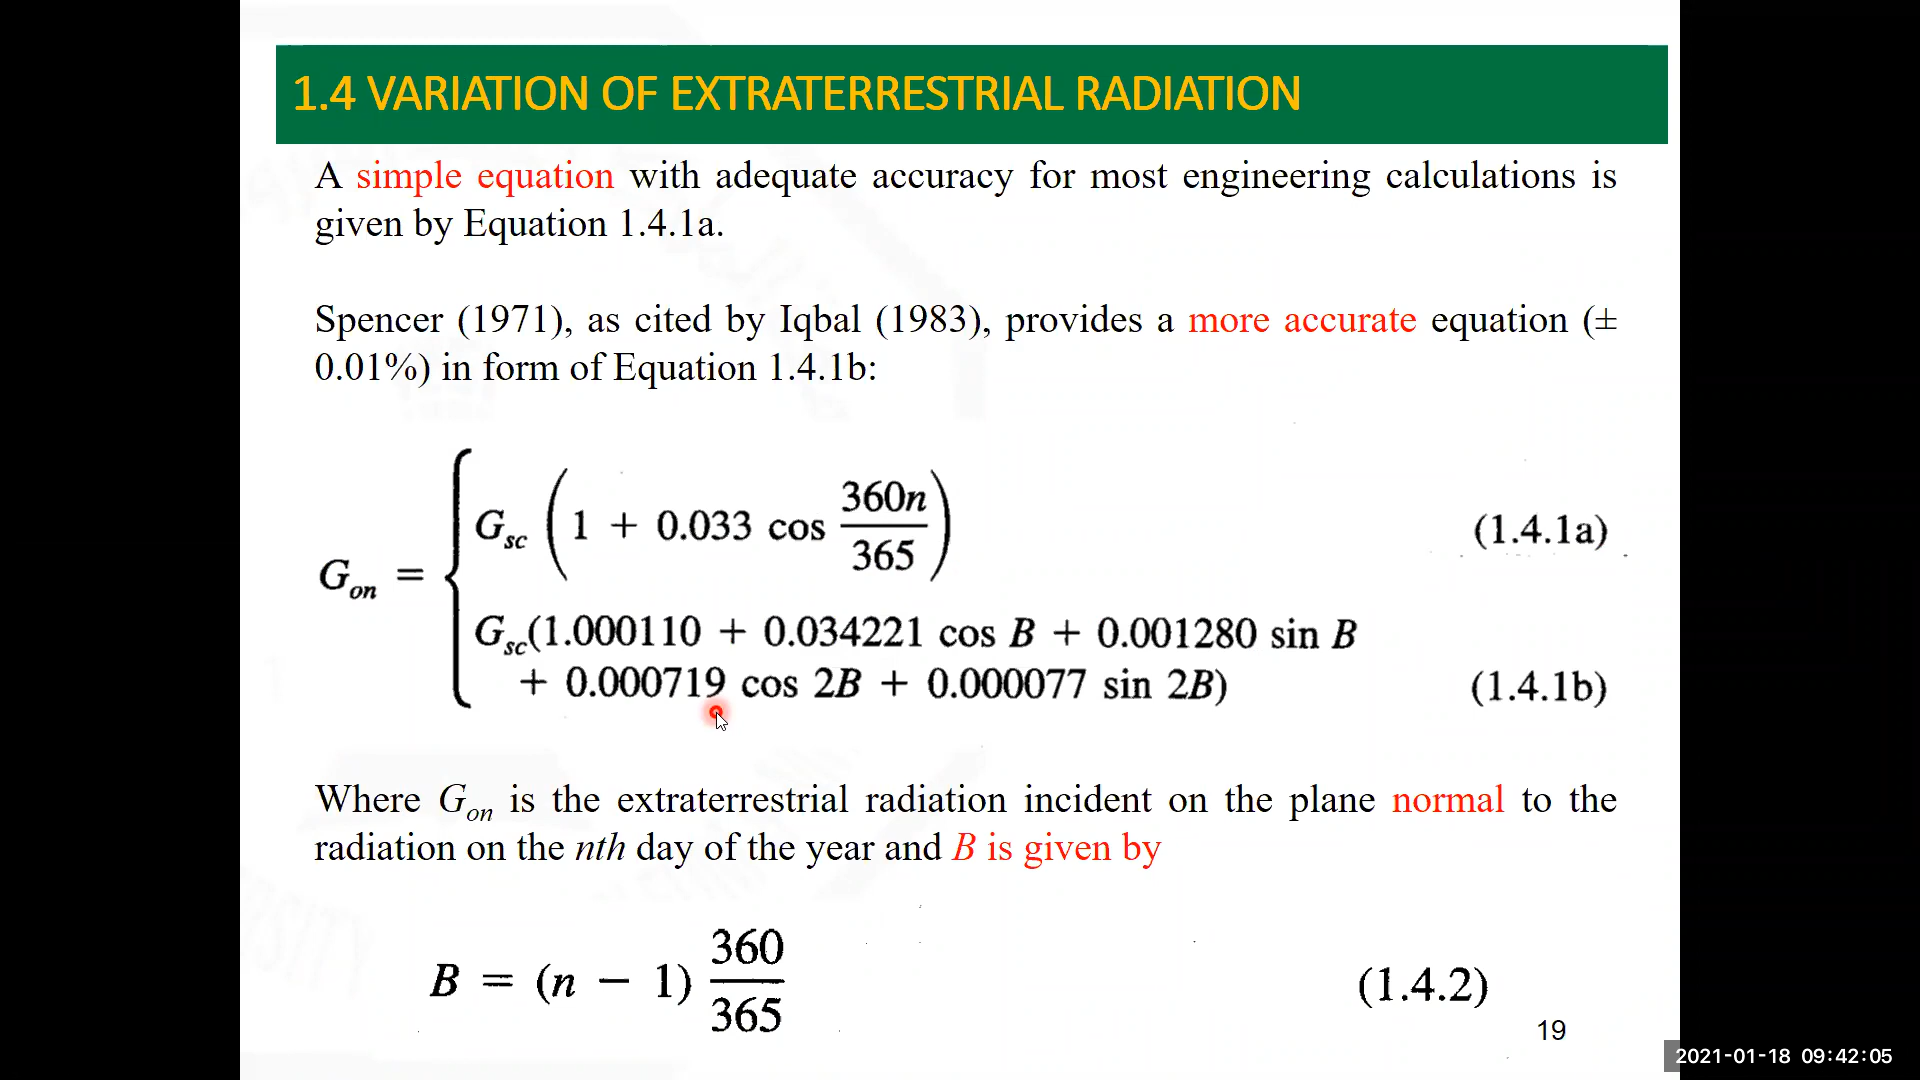 1.4 VARIATION OF EXTRATERRESTRIAL RADIATION
A simple equation with adequate accuracy for most engineering calculations is
given by Equation 1.4.1a.
Spencer (1971), as cited by Iqbal (1983), provides a more accurate equation (±
0.01%) in form of Equation 1.4.1b:
G_on = { G_sc (1 + 0.033 cos 360n/365) (1.4.1a)
G_sc(1.000110 + 0.034221 cos B + 0.001280 sin B
+ 0.000719 cos 2B + 0.000077 sin 2B) (1.4.1b)
Where G_on is the extraterrestrial radiation incident on the plane normal to the
radiation on the nth day of the year and B is given by
B = (n − 1) 360/365 (1.4.2)
19
2021-01-18 09:42:05